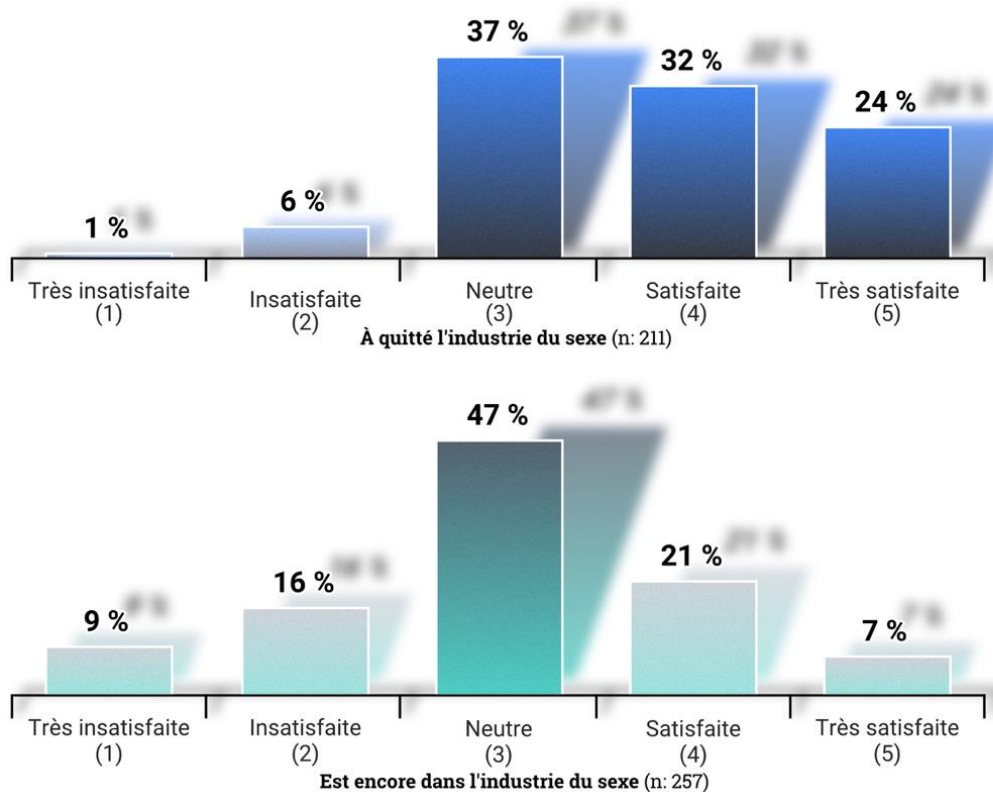 37 %
32 %
24 %
6 %
1 %
Très insatisfaite
(1)
Insatisfaite
(2)
Neutre
(3)
Satisfaite
(4)
Très satisfaite
(5)
À quitté l'industrie du sexe (n: 211)
47 %
21 %
16 %
9 %
7 %
Très insatisfaite
(1)
Insatisfaite
(2)
Neutre
(3)
Satisfaite
(4)
Très satisfaite
(5)
Est encore dans l'industrie du sexe (n: 257)